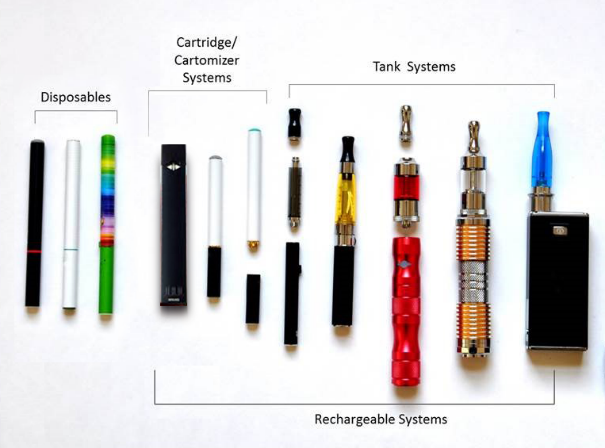 Cartridge/
Cartomizer
Systems
Tank Systems
Disposables
Rechargeable Systems